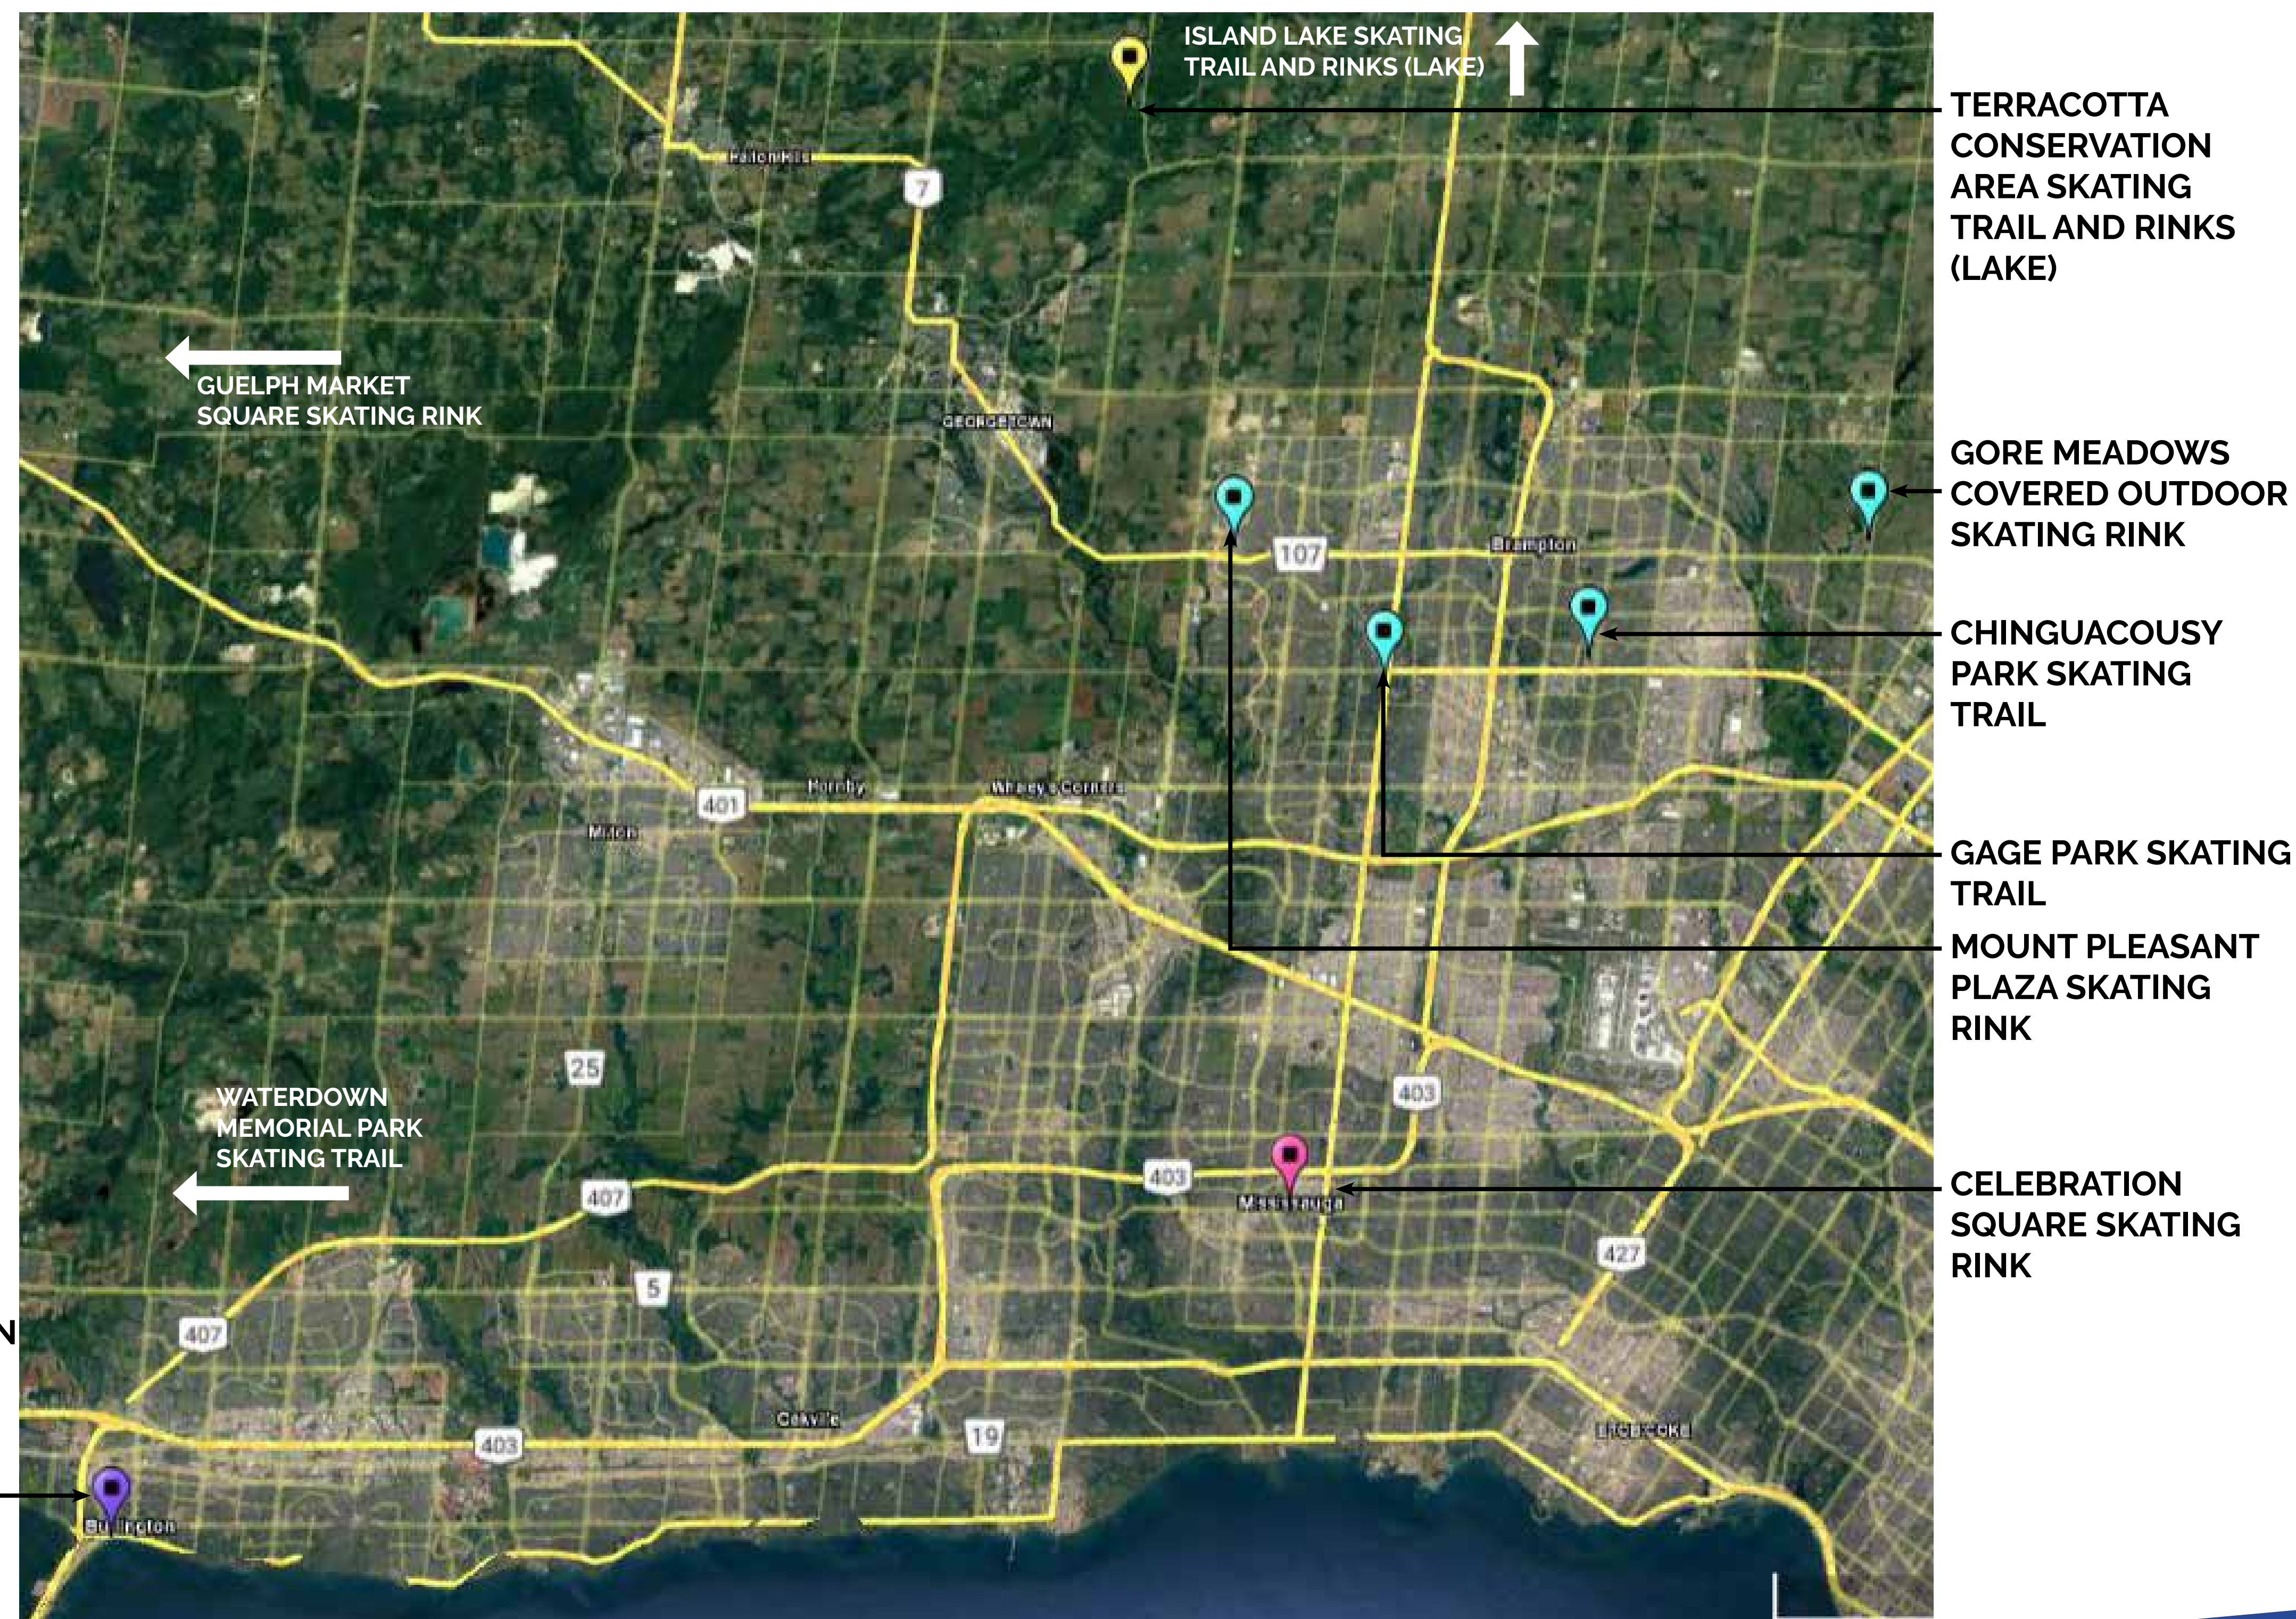 ISLAND LAKE SKATING
TRAIL AND RINKS (LAKE)
TERRACOTTA
CONSERVATION
AREA SKATING
TRAIL AND RINKS
(LAKE)
7
GUELPH MARKET
SQUARE SKATING RINK
GEORGETOWN
GORE MEADOWS
COVERED OUTDOOR
SKATING RINK
107
Brampton
CHINGUACOUSY
PARK SKATING
TRAIL
401
Hornby
Whaley's Corners
Milton
GAGE PARK SKATING
TRAIL
MOUNT PLEASANT
PLAZA SKATING
RINK
25
403
WATERDOWN
MEMORIAL PARK
SKATING TRAIL
407
403
Mississauga
CELEBRATION
SQUARE SKATING
RINK
427
5
407
N
403
Oakville
19
ETOBICOKE
Burlington